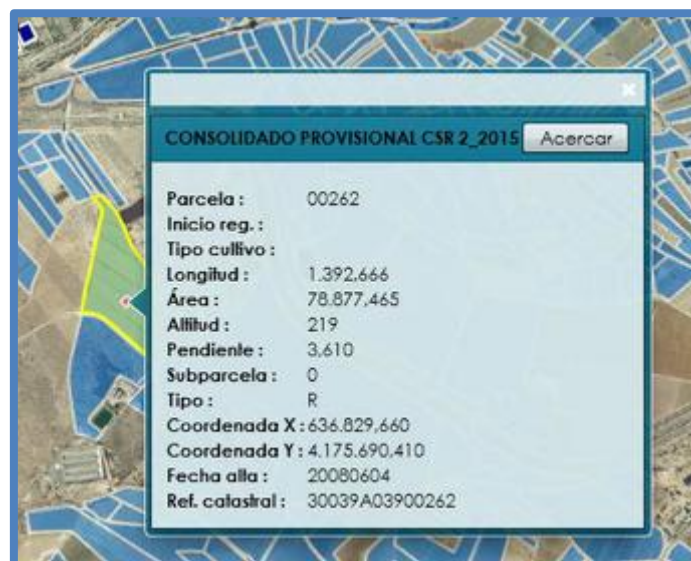 CONSOLIDADO PROVISIONAL CSR 2_2015 Acercar
Parcela : 00262
Inicio reg. :
Tipo cultivo :
Longitud : 1.392,666
Área : 78.877,465
Altitud : 219
Pendiente : 3,610
Subparcela : 0
Tipo : R
Coordenada X : 636.829,660
Coordenada Y : 4.175.690,410
Fecha alta : 20080604
Ref. catastral : 30039A03900262